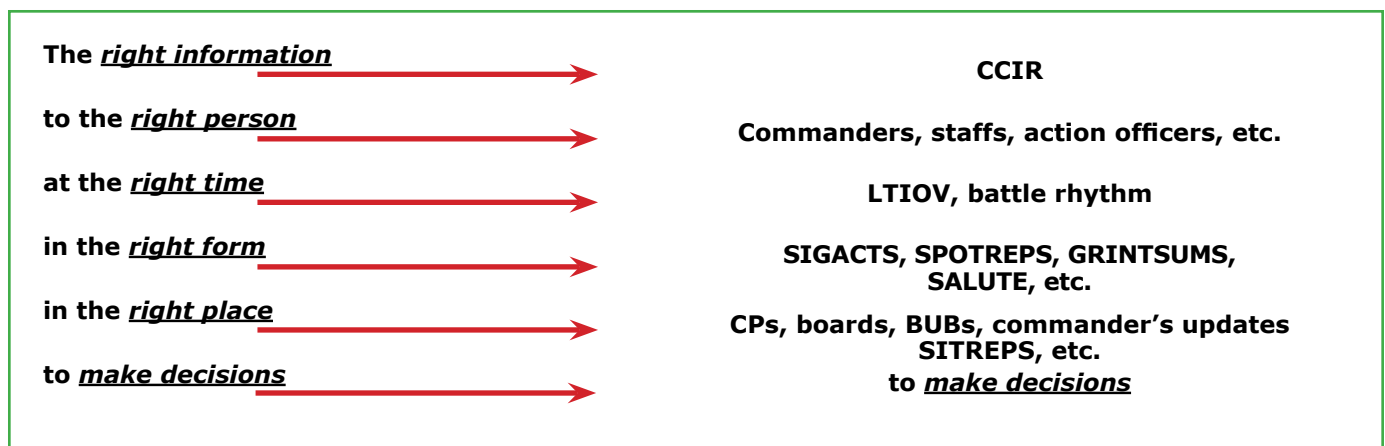 The right information
CCIR
to the right person
Commanders, staffs, action officers, etc.
at the right time
LTIOV, battle rhythm
in the right form
SIGACTS, SPOTREPS, GRINTSUMS,
SALUTE, etc.
in the right place
CPs, boards, BUBs, commander’s updates
SITREPS, etc.
to make decisions
to make decisions